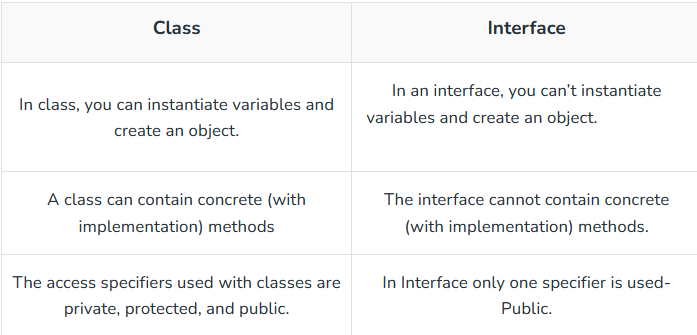 Class
Interface
In class, you can instantiate variables and
create an object.
In an interface, you can’t instantiate
variables and create an object.
A class can contain concrete (with
implementation) methods
The interface cannot contain concrete
(with implementation) methods.
The access specifiers used with classes are
private, protected, and public.
In Interface only one specifier is used-
Public.